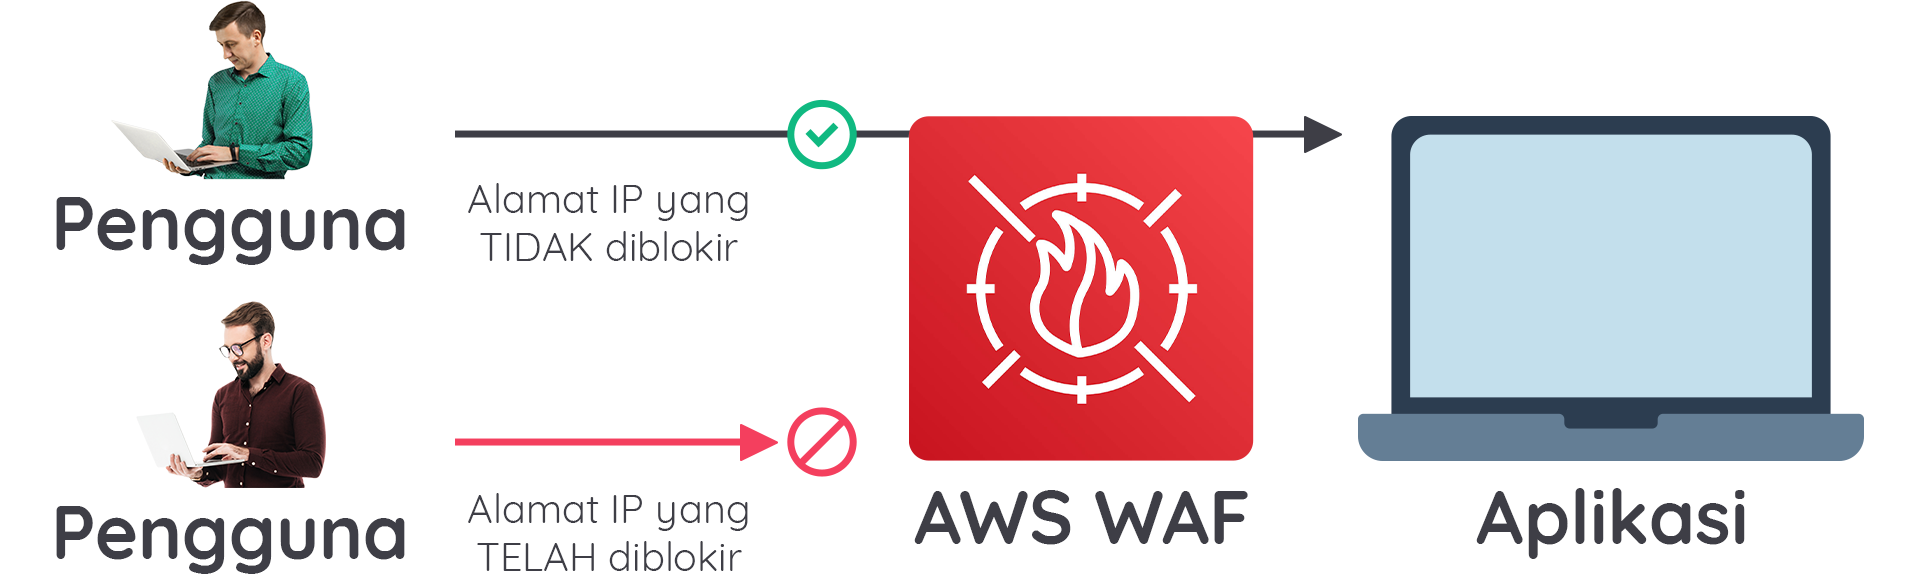 Pengguna
Alamat IP yang
TIDAK diblokir
Pengguna
Alamat IP yang
TELAH diblokir
AWS WAF
Aplikasi